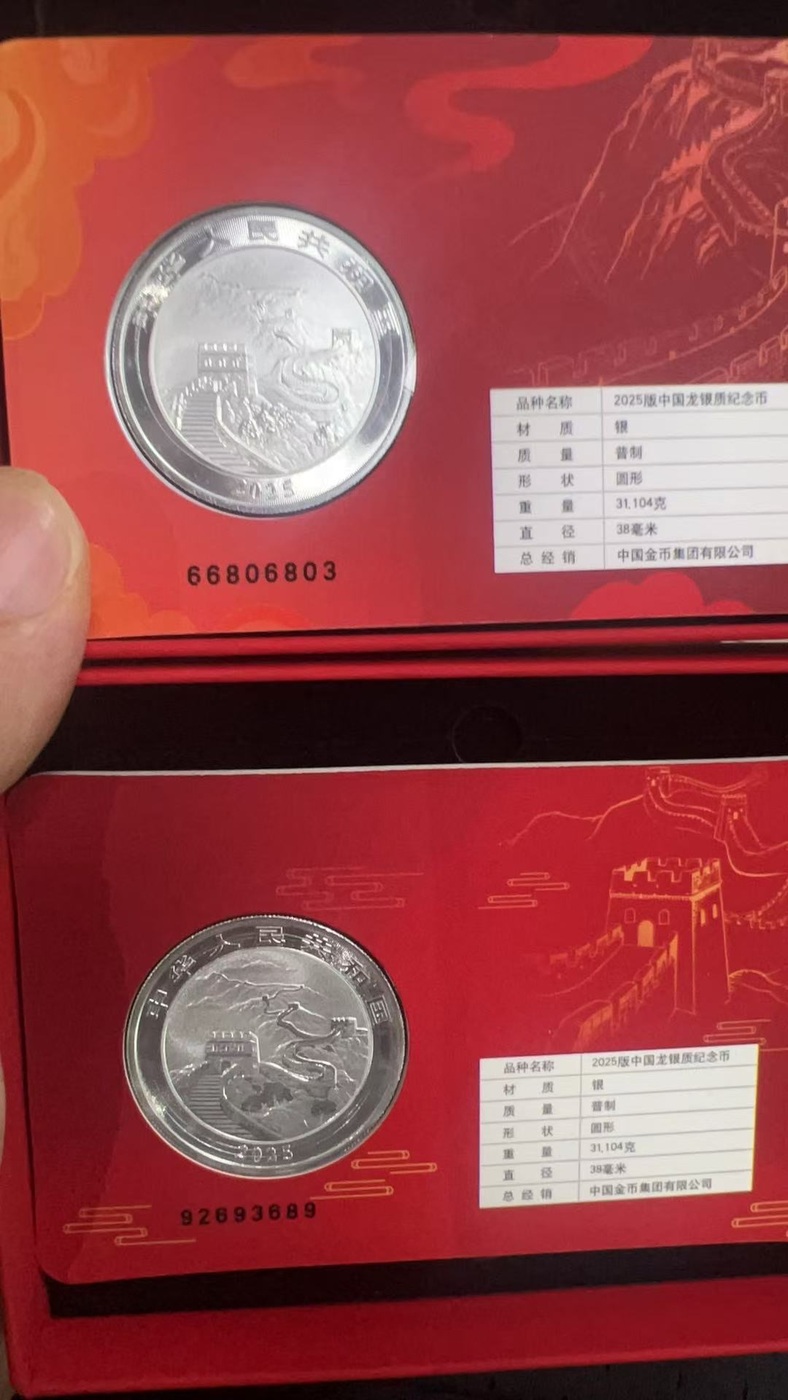 中华人民共和国
2025
66806803
品种名称 2025版中国龙银质纪念币
材 质 银
质 量 普制
形 状 圆形
重 量 31.104克
直 径 38毫米
总 经 销 中国金币集团有限公司
中华人民共和国
2025
92693689
品种名称 2025版中国龙银质纪念币
材 质 银
质 量 普制
形 状 圆形
重 量 31.104克
直 径 38毫米
总 经 销 中国金币集团有限公司